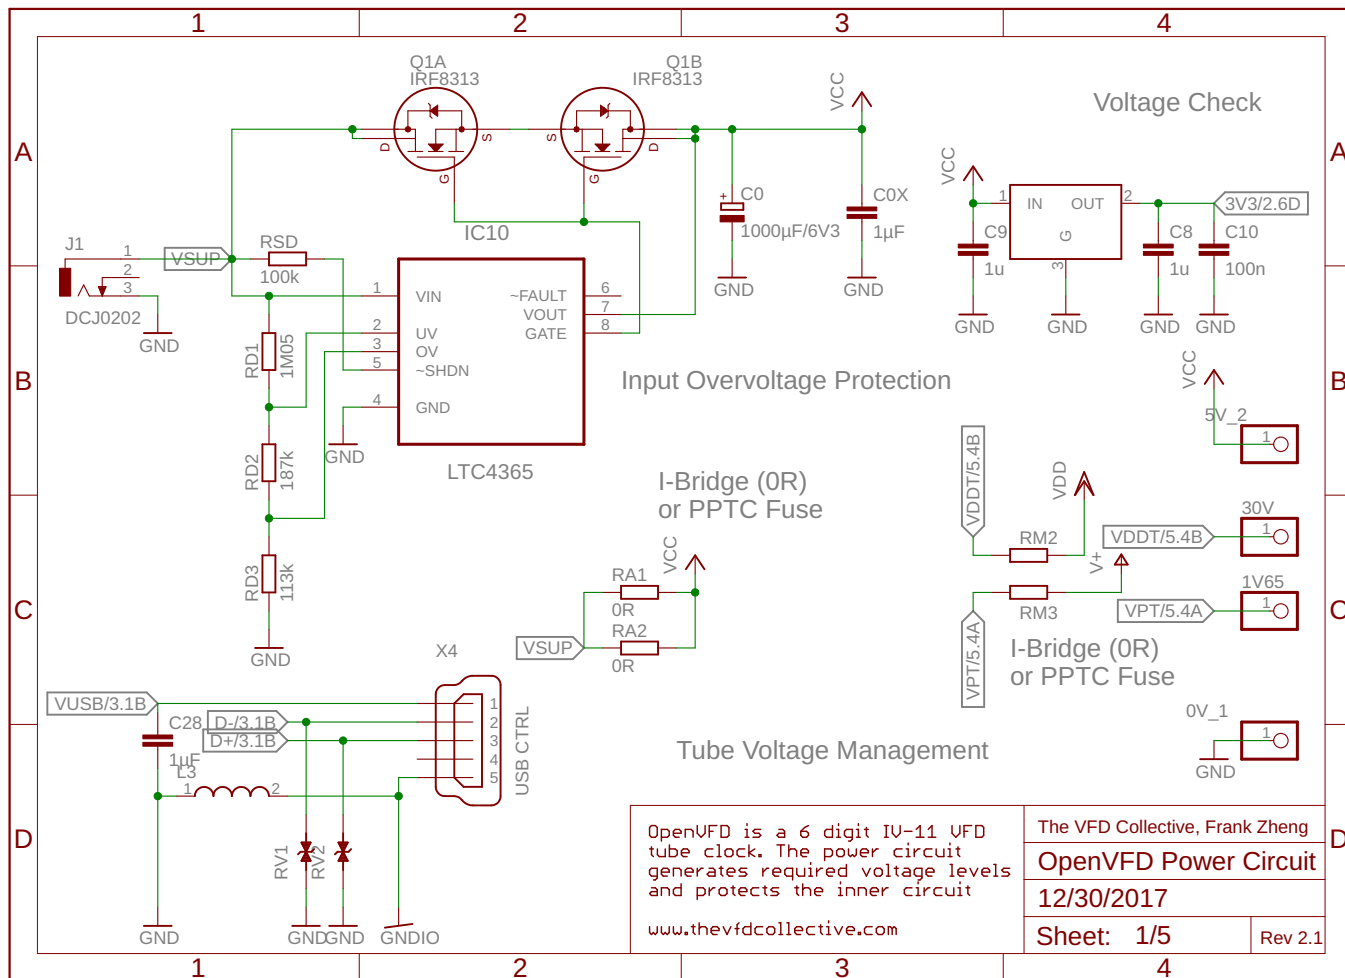 1 2 3 4
Q1A
IRF8313
Q1B
IRF8313
VCC
Voltage Check
A
A
D
S
G
S
D
G
VCC
1
IN
OUT
2
G
3
3V3/2.6D
C0
1000µF/6V3
C0X
1µF
C9
1u
C8
1u
C10
100n
J1
1
2
3
DCJ0202
VSUP
RSD
100k
IC10
GND
GND
GND
GND
GND
GND
GND
1
VIN
~FAULT
6
VOUT
7
2
UV
GATE
8
3
OV
5
~SHDN
4
GND
RD1
1M05
B
B
Input Overvoltage Protection
VCC
5V_2
1
GND
LTC4365
RD2
187k
I-Bridge (0R)
or PPTC Fuse
VDDT/5.4B
VDD
30V
VDDT/5.4B
1
RM2
V+
RD3
113k
VCC
RA1
0R
RA2
0R
VSUP
RM3
1V65
VPT/5.4A
1
C
C
VPT/5.4A
I-Bridge (0R)
or PPTC Fuse
GND
X4
VUSB/3.1B
1
C28
D-/3.1B
2
D+/3.1B
3
4
5
USB CTRL
1µF
L3
1
2
0V_1
1
GND
Tube Voltage Management
D
D
RV1
RV2
GND
GND
GND
GNDIO
OpenVFD is a 6 digit IV-11 VFD
tube clock. The power circuit
generates required voltage levels
and protects the inner circuit
www.thevfdcollective.com
The VFD Collective, Frank Zheng
OpenVFD Power Circuit
12/30/2017
Sheet: 1/5
Rev 2.1
1 2 3 4